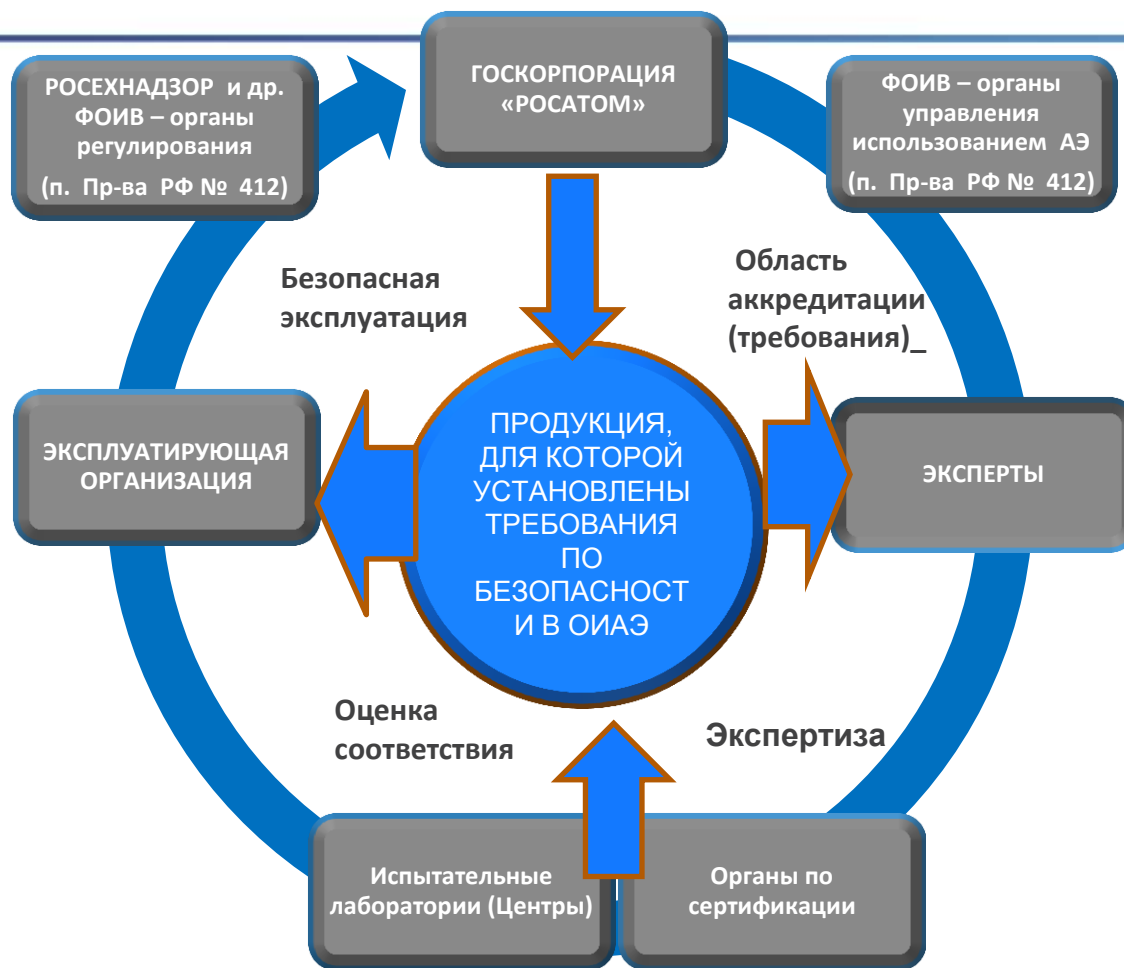 РОСЕХНАДЗОР и др.
ФОИВ – органы
регулирования
(п. Пр-ва РФ № 412)
ГОСКОРПОРАЦИЯ
«РОСАТОМ»
ФОИВ – органы
управления
использованием АЭ
(п. Пр-ва РФ № 412)
Безопасная
эксплуатация
Область
аккредитации
(требования)_
ЭКСПЛУАТИРУЮЩАЯ
ОРГАНИЗАЦИЯ
ПРОДУКЦИЯ,
ДЛЯ КОТОРОЙ
УСТАНОВЛЕНЫ
ТРЕБОВАНИЯ
ПО
БЕЗОПАСНОСТ
И В ОИАЭ
ЭКСПЕРТЫ
Оценка
соответствия
Экспертиза
Испытательные
лаборатории (Центры)
Органы по
сертификации